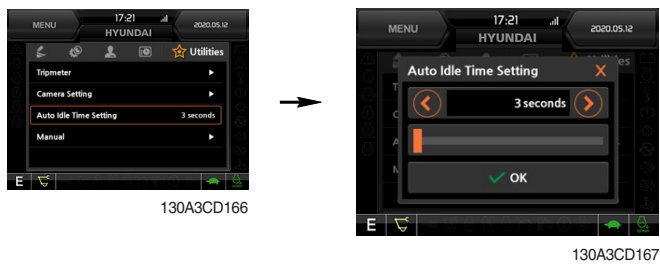 MENU
17:21
HYUNDAI
2020.05.12
Utilities
Tripmeter
Camera Setting
Auto Idle Time Setting
3 seconds
Manual
E
130A3CD166
MENU
17:21
HYUNDAI
2020.05.12
Auto Idle Time Setting
X
3 seconds
OK
E
130A3CD167